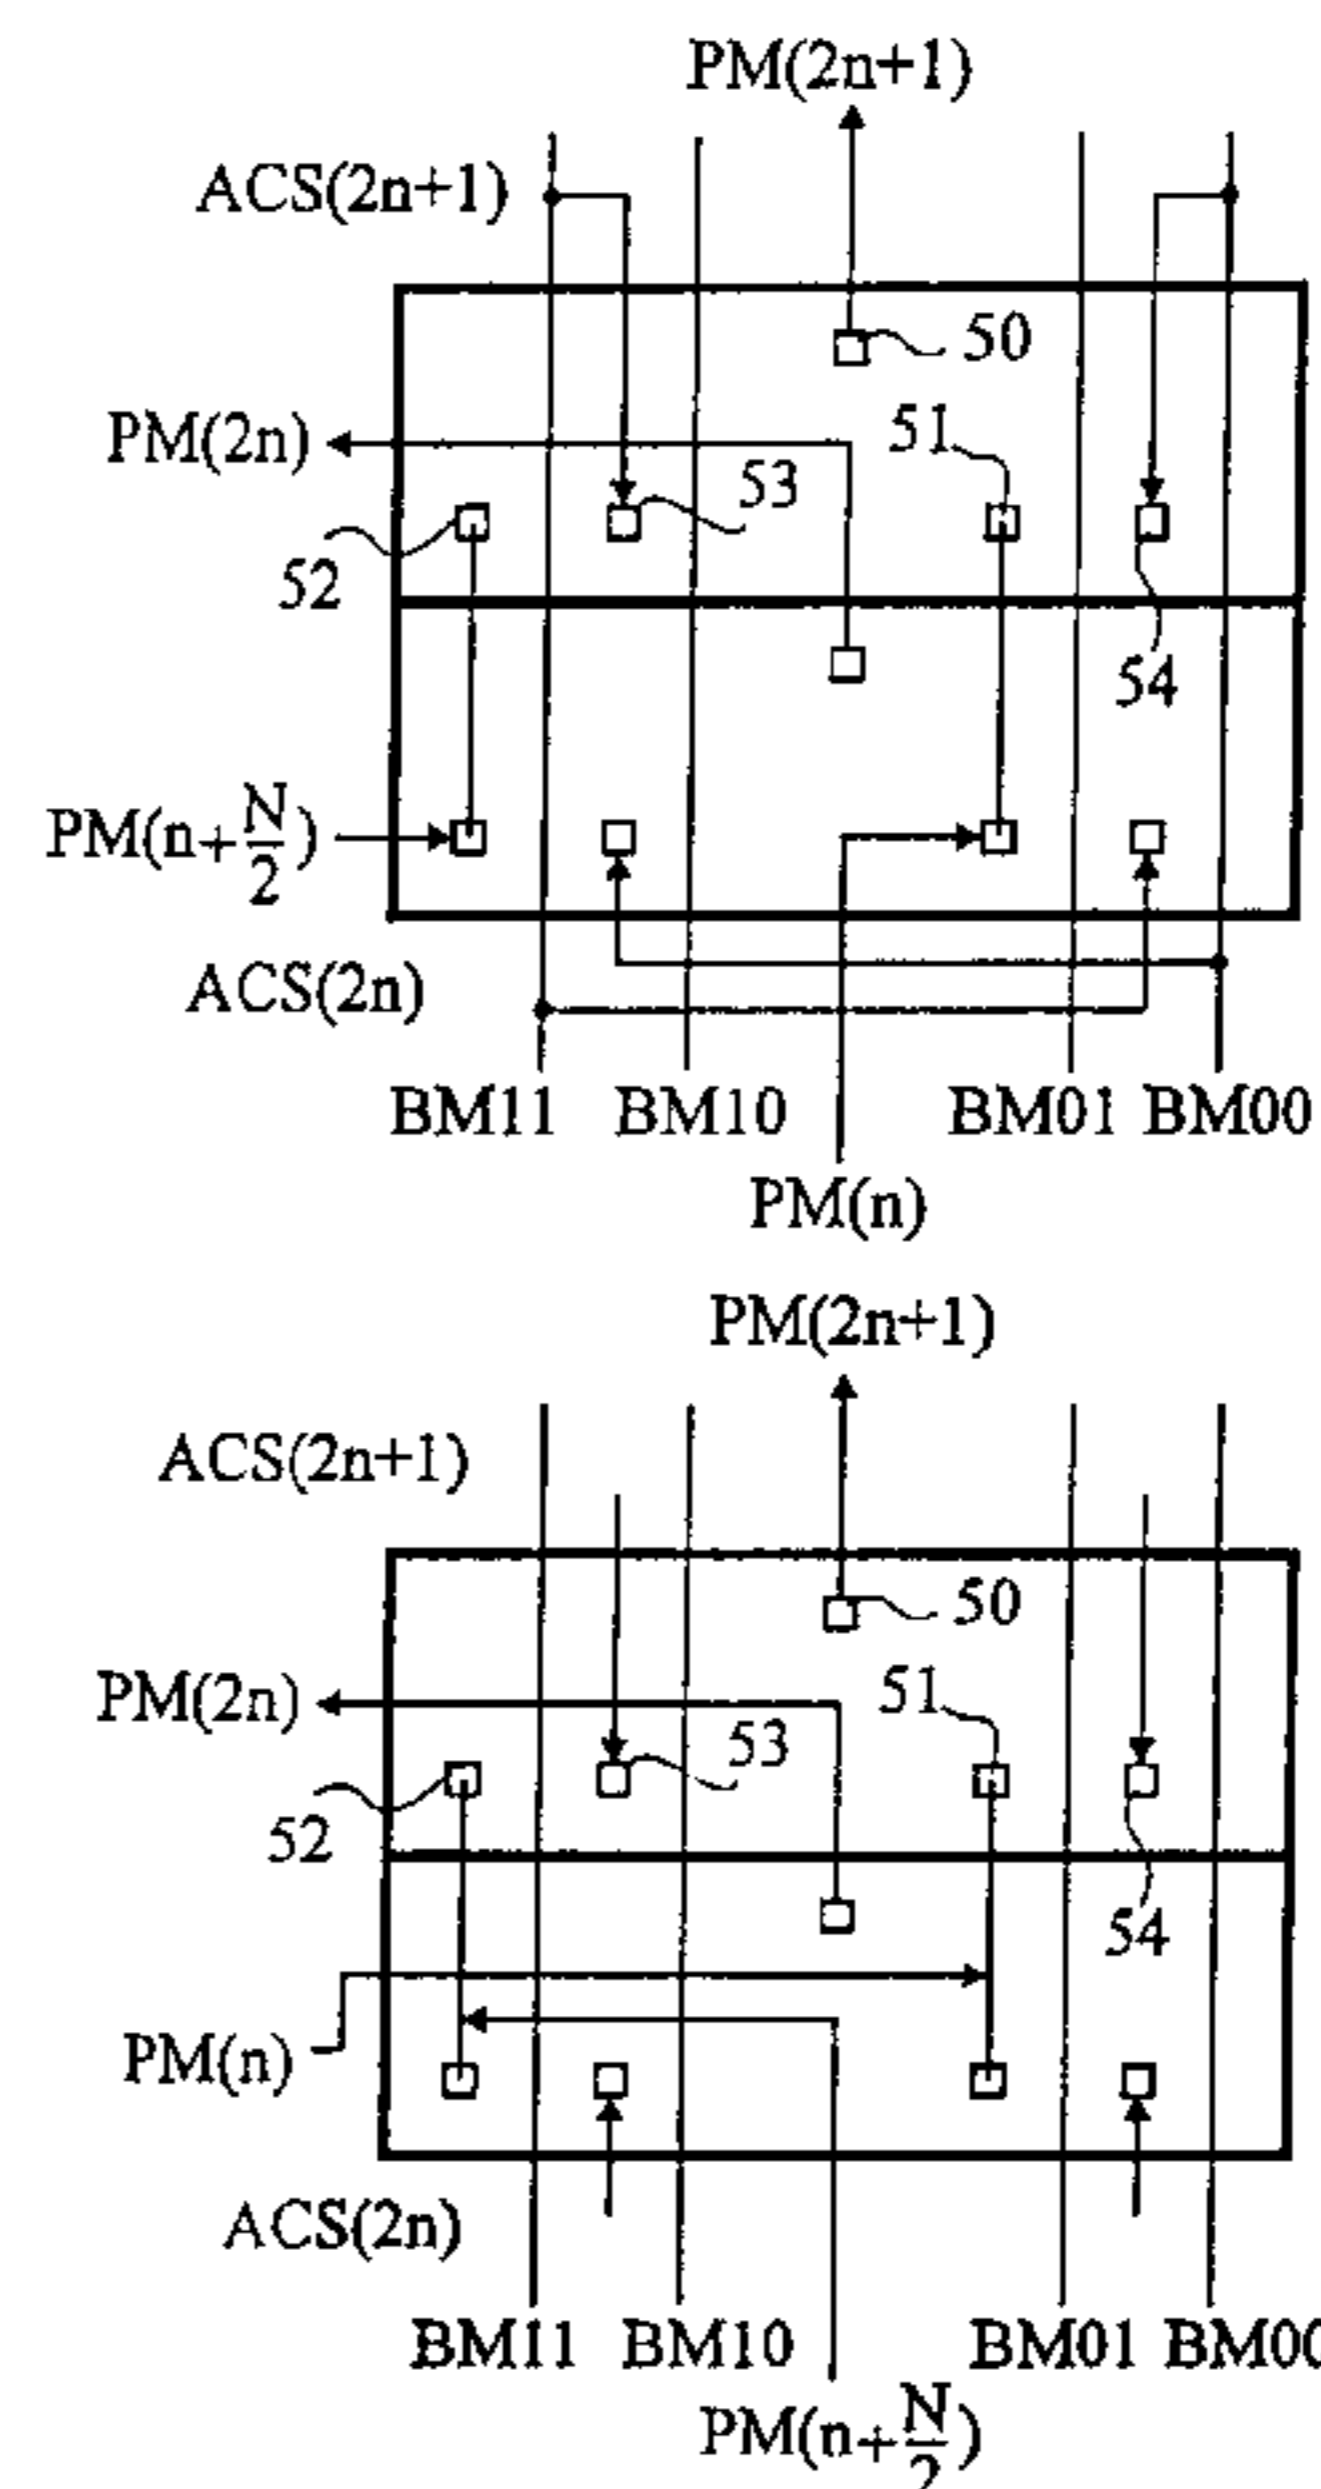 PM(2n+1)
ACS(2n+1)
50
PM(2n)
51
53
52
54
PM(n+N/2)
ACS(2n)
BM11 BM10 BM01 BM00
PM(n)
PM(2n+1)
ACS(2n+1)
50
PM(2n)
51
53
52
54
PM(n)
ACS(2n)
BM11 BM10 BM01 BM00
PM(n+N/2)